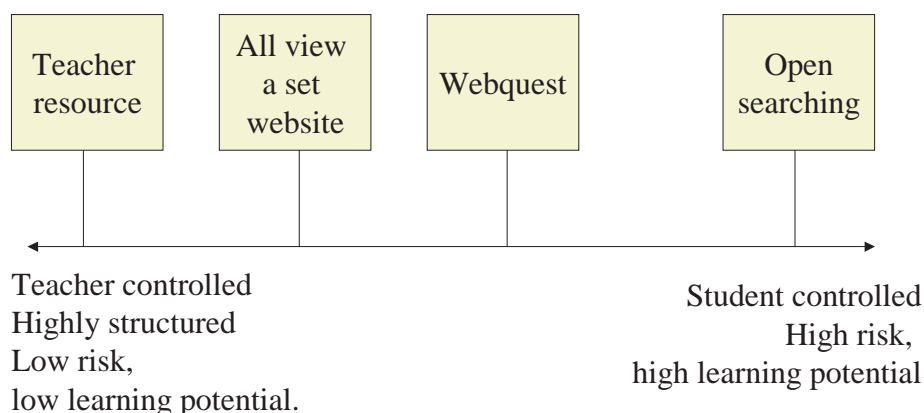 Teacher
resource
All view
a set
website
Webquest
Open
searching
Teacher controlled
Highly structured
Low risk,
low learning potential.
Student controlled
High risk,
high learning potential